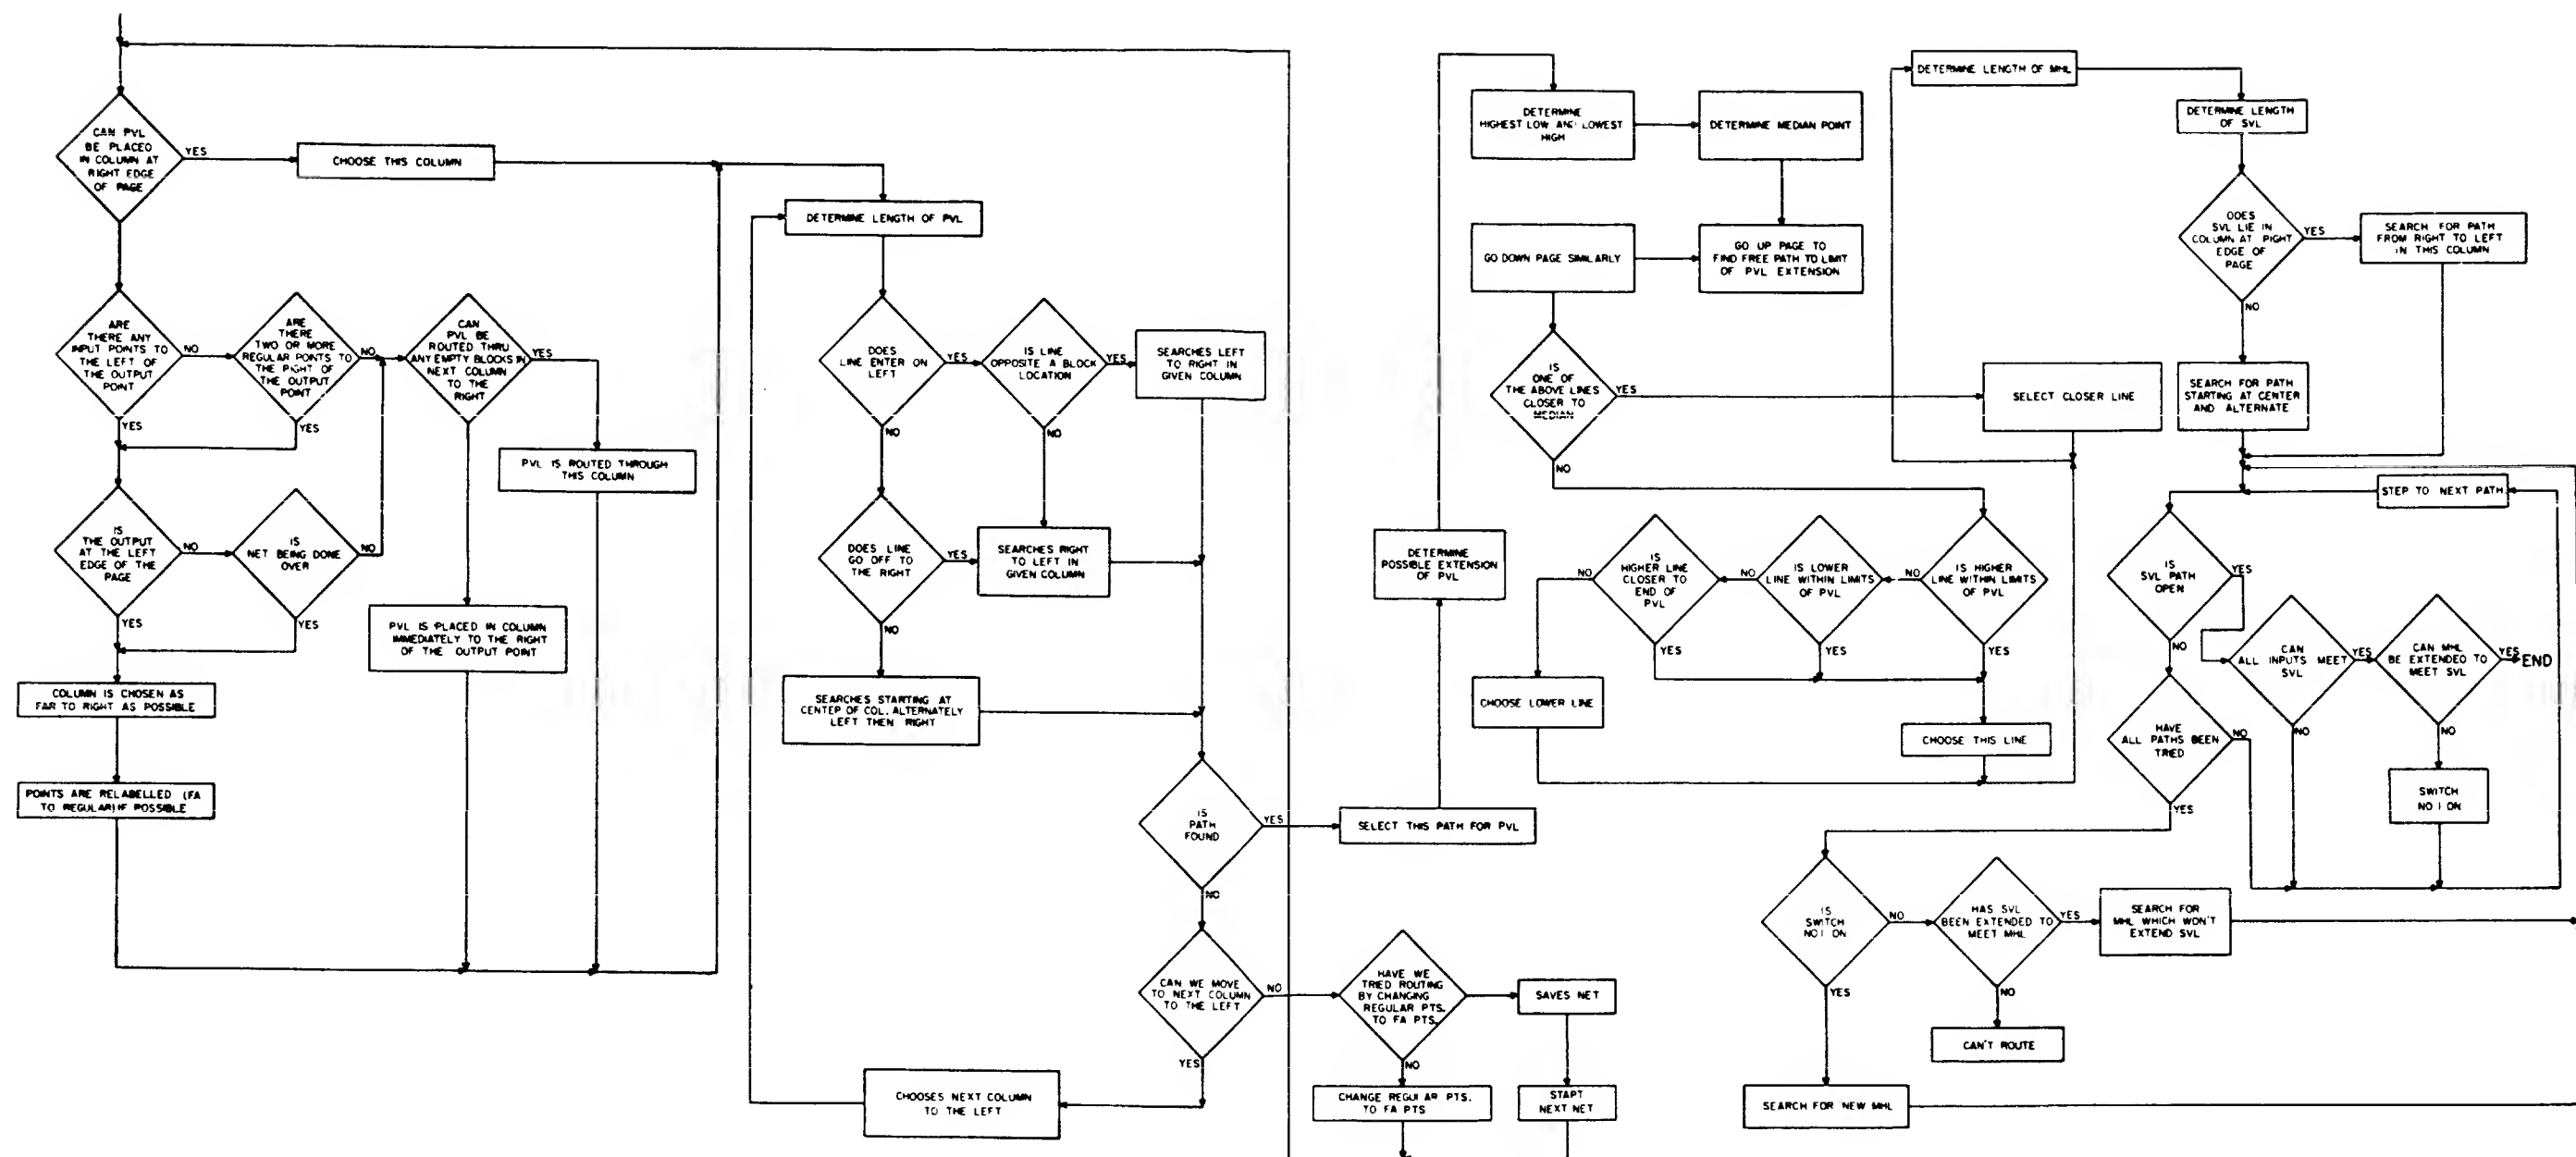 CAN PVL
BE PLACED
IN COLUMN AT
RIGHT EDGE
OF PAGE
YES
CHOOSE THIS COLUMN
ARE
THERE ANY
INPUT POINTS TO
THE LEFT OF
THE OUTPUT
POINT
NO
YES
ARE
THERE
TWO OR MORE
REGULAR POINTS TO
THE RIGHT OF
THE OUTPUT
POINT
NO
YES
CAN
PVL BE
ROUTED THRU
ANY EMPTY BLOCKS IN
NEXT COLUMN
TO THE
RIGHT
YES
PVL IS ROUTED THROUGH
THIS COLUMN
IS
THE OUTPUT
AT THE LEFT
EDGE OF THE
PAGE
NO
YES
IS
NET BEING DONE
OVER
NO
YES
PVL IS PLACED IN COLUMN
IMMEDIATELY TO THE RIGHT
OF THE OUTPUT POINT
COLUMN IS CHOSEN AS
FAR TO RIGHT AS POSSIBLE
POINTS ARE RELABELLED (FA
TO REGULAR) IF POSSIBLE
DETERMINE LENGTH OF PVL
DOES
LINE ENTER ON
LEFT
YES
NO
IS LINE
OPPOSITE A BLOCK
LOCATION
YES
NO
SEARCHES LEFT
TO RIGHT IN
GIVEN COLUMN
DOES LINE
GO OFF TO
THE RIGHT
YES
NO
SEARCHES RIGHT
TO LEFT IN
GIVEN COLUMN
SEARCHES STARTING AT
CENTER OF COL. ALTERNATELY
LEFT THEN RIGHT
IS
PATH
FOUND
YES
NO
SELECT THIS PATH FOR PVL
CAN WE MOVE
TO NEXT COLUMN
TO THE LEFT
NO
YES
CHOOSES NEXT COLUMN
TO THE LEFT
HAVE WE
TRIED ROUTING
BY CHANGING
REGULAR PTS.
TO FA PTS.
NO
SAVES NET
CHANGE REGULAR PTS.
TO FA PTS
START
NEXT NET
DETERMINE
POSSIBLE EXTENSION
OF PVL
DETERMINE
HIGHEST LOW AND LOWEST
HIGH
DETERMINE MEDIAN POINT
GO DOWN PAGE SIMILARLY
GO UP PAGE TO
FIND FREE PATH TO LIMIT
OF PVL EXTENSION
IS
ONE OF
THE ABOVE LINES
CLOSER TO
MEDIAN
YES
NO
SELECT CLOSER LINE
IS
HIGHER LINE
CLOSER TO
END OF
PVL
NO
YES
IS LOWER
LINE WITHIN LIMITS
OF PVL
NO
YES
IS HIGHER
LINE WITHIN LIMITS
OF PVL
NO
YES
CHOOSE LOWER LINE
CHOOSE THIS LINE
DETERMINE LENGTH OF MHL
DETERMINE LENGTH
OF SVL
DOES
SVL LIE IN
COLUMN AT RIGHT
EDGE OF
PAGE
YES
NO
SEARCH FOR PATH
FROM RIGHT TO LEFT
IN THIS COLUMN
SEARCH FOR PATH
STARTING AT CENTER
AND ALTERNATE
STEP TO NEXT PATH
IS
SVL PATH
OPEN
YES
NO
CAN
ALL INPUTS MEET
SVL
YES
NO
CAN MHL
BE EXTENDED TO
MEET SVL
YES
END
NO
SWITCH
NO 1 ON
HAVE
ALL PATHS BEEN
TRIED
NO
YES
IS
SWITCH
NO 1 ON
NO
YES
HAS SVL
BEEN EXTENDED TO
MEET MHL
YES
NO
SEARCH FOR
MHL WHICH WON'T
EXTEND SVL
CAN'T ROUTE
SEARCH FOR NEW MHL